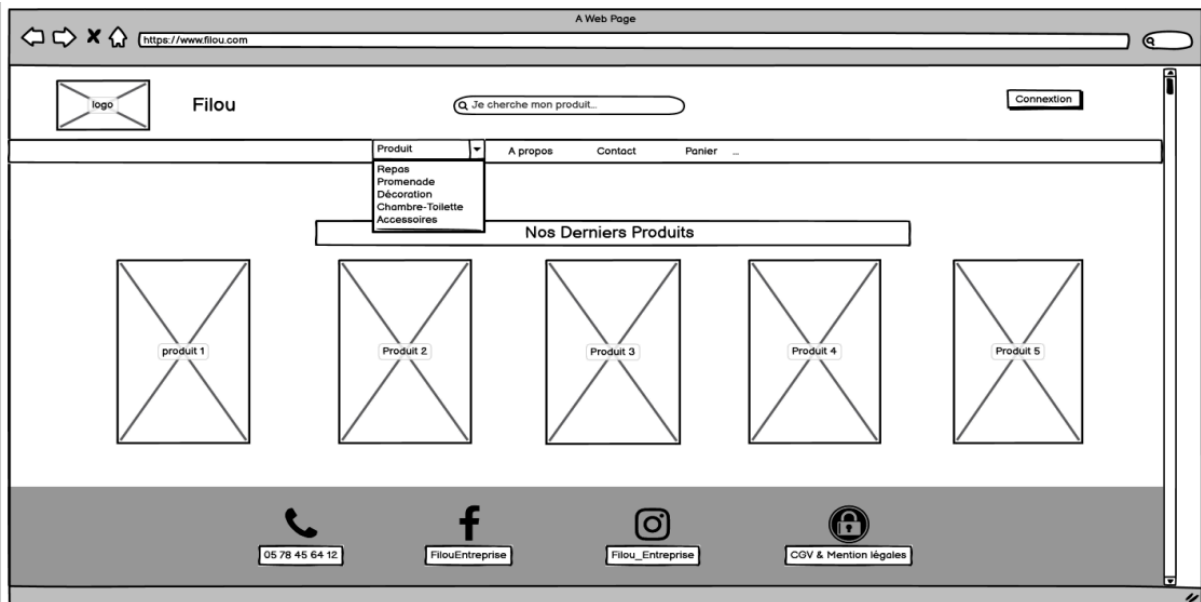 A Web Page
https://www.filou.com
logo
Filou
Je cherche mon produit...
Connextion
Produit
A propos
Contact
Panier
...
Repas
Promenade
Décoration
Chambre-Toilette
Accessoires
Nos Derniers Produits
produit 1
Produit 2
Produit 3
Produit 4
Produit 5
05 78 45 64 12
FilouEntreprise
Filou_Entreprise
CGV & Mention légales